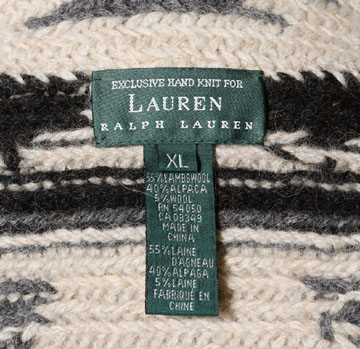 EXCLUSIVE HAND KNIT FOR
LAUREN
RALPH LAUREN
XL
55% LAMBSWOOL
40% ALPACA
5% WOOL
RN 54050
CA 09349
MADE IN
CHINA
55% LAINE
D'AGNEAU
40% ALPAGA
5% LAINE
FABRIQUÉ EN
CHINE